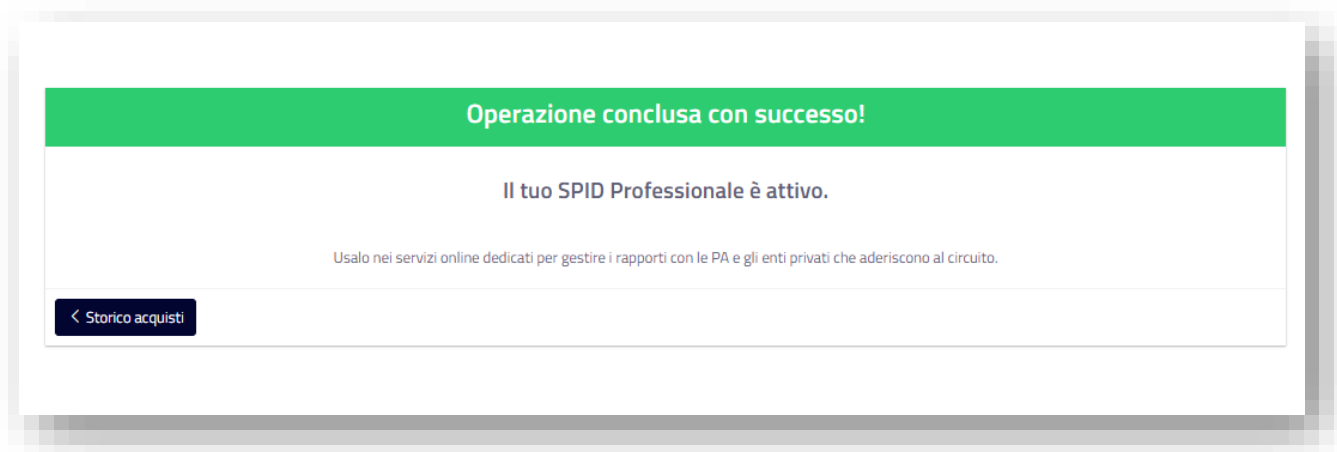 Operazione conclusa con successo!
Il tuo SPID Professionale è attivo.
Usalo nei servizi online dedicati per gestire i rapporti con le PA e gli enti privati che aderiscono al circuito.
Storico acquisti